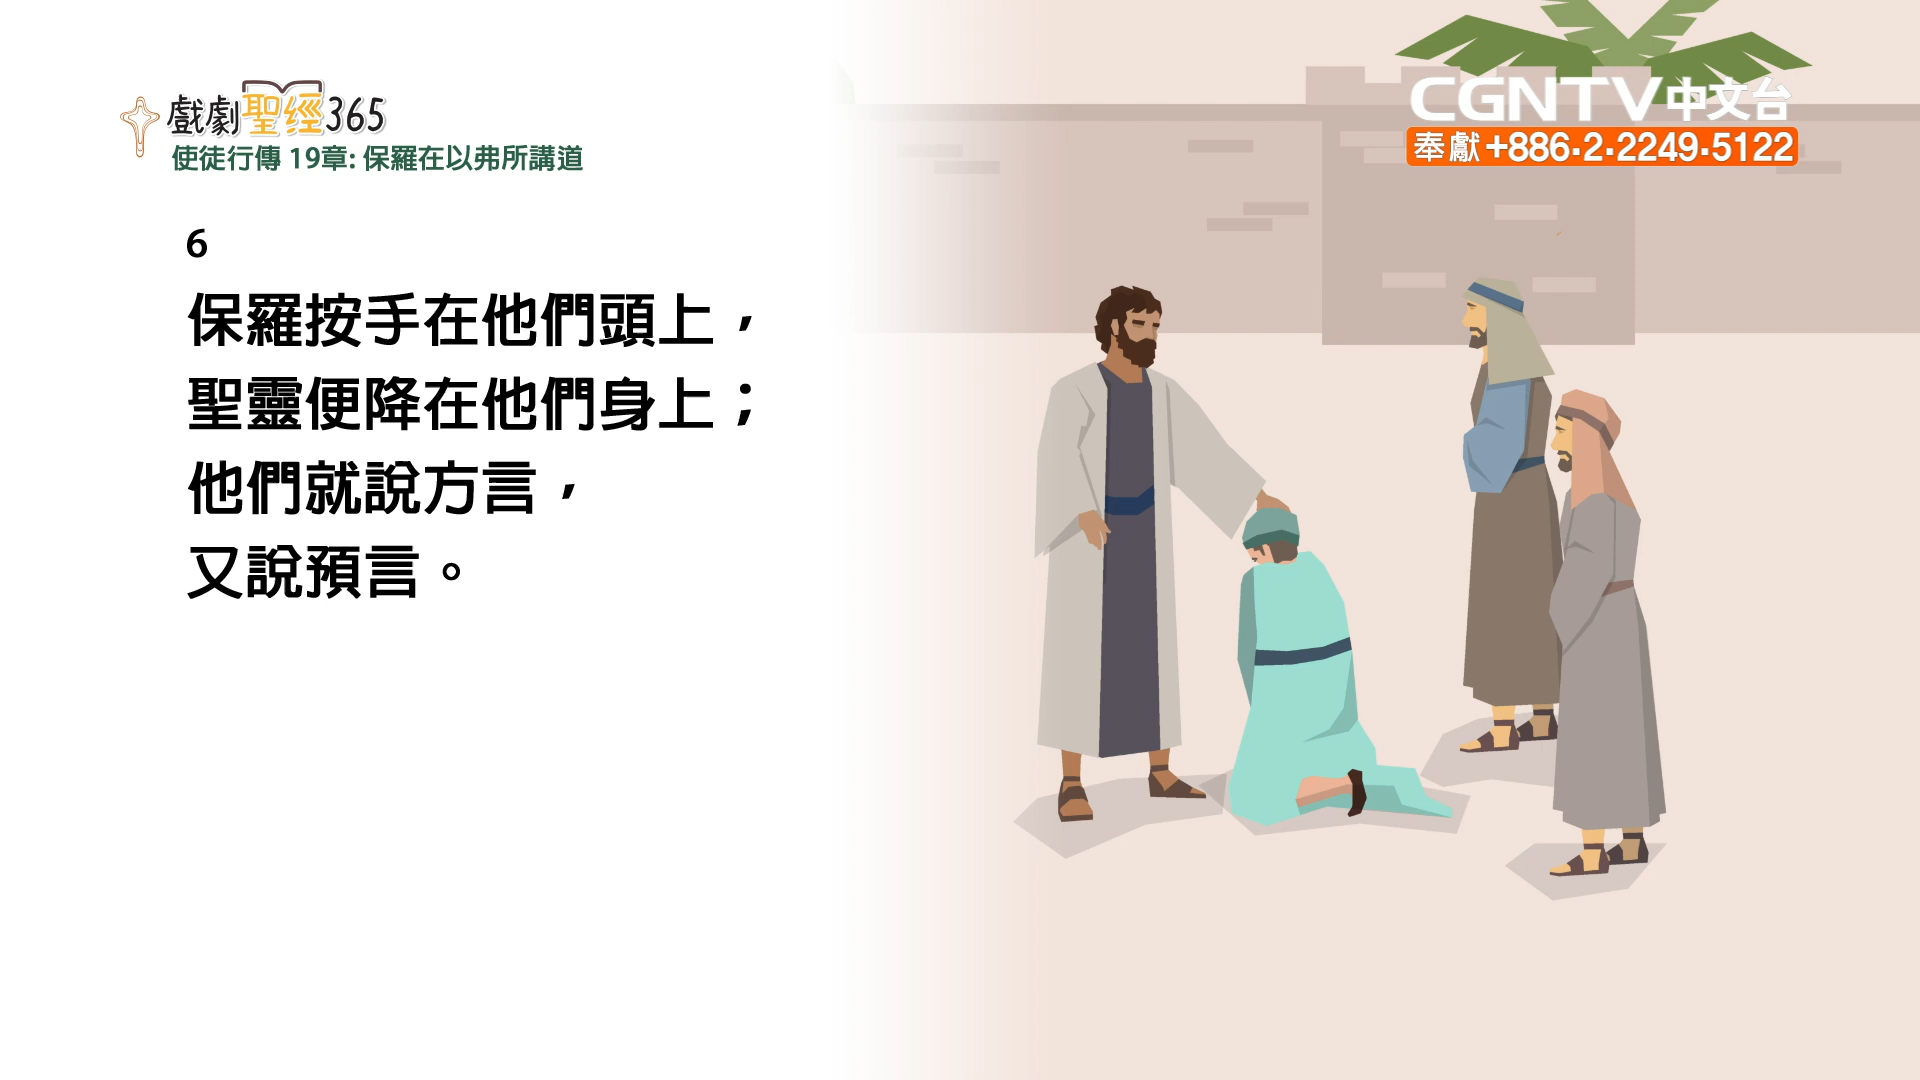 戲劇聖經365
使徒行傳 19章: 保羅在以弗所講道
CGNTV中文台
奉獻 +886·2·2249·5122
6
保羅按手在他們頭上，
聖靈便降在他們身上；
他們就說方言，
又說預言。